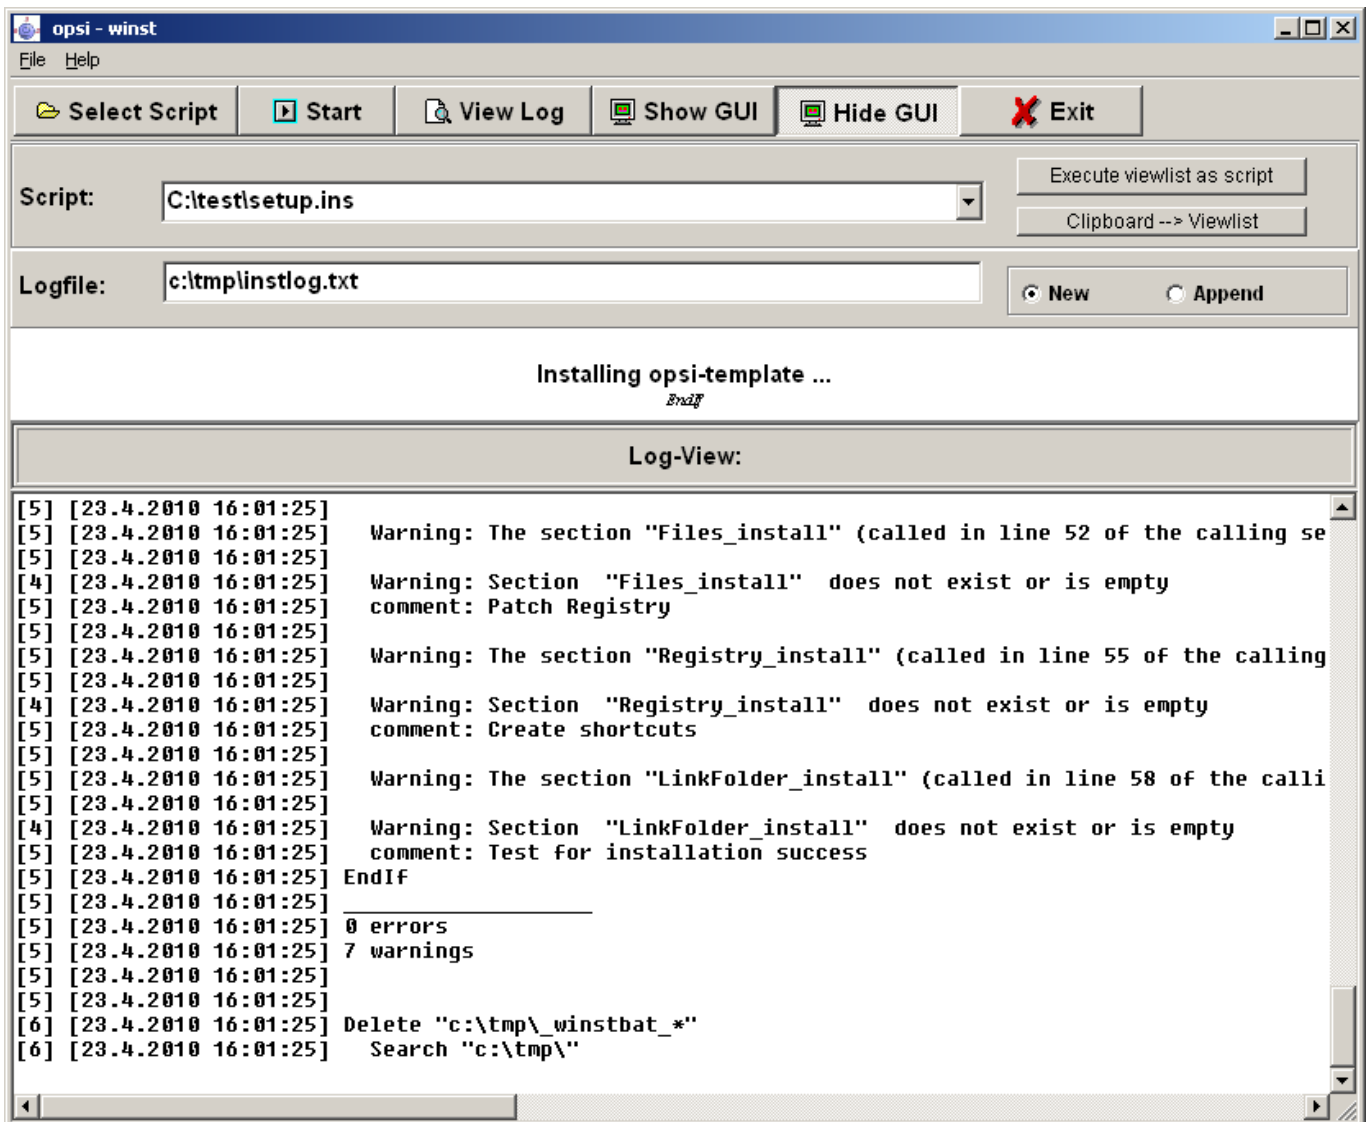 opsi - winst
File Help
Select Script Start View Log Show GUI Hide GUI Exit
Script: C:\test\setup.ins Execute viewlist as script
Clipboard --> Viewlist
Logfile: c:\tmp\instlog.txt New Append
Installing opsi-template ...
EndIf
Log-View:
[5] [23.4.2010 16:01:25]
[5] [23.4.2010 16:01:25] Warning: The section "Files_install" (called in line 52 of the calling se
[5] [23.4.2010 16:01:25]
[4] [23.4.2010 16:01:25] Warning: Section "Files_install" does not exist or is empty
[5] [23.4.2010 16:01:25] comment: Patch Registry
[5] [23.4.2010 16:01:25]
[5] [23.4.2010 16:01:25] Warning: The section "Registry_install" (called in line 55 of the calling
[5] [23.4.2010 16:01:25]
[4] [23.4.2010 16:01:25] Warning: Section "Registry_install" does not exist or is empty
[5] [23.4.2010 16:01:25] comment: Create shortcuts
[5] [23.4.2010 16:01:25]
[5] [23.4.2010 16:01:25] Warning: The section "LinkFolder_install" (called in line 58 of the calli
[5] [23.4.2010 16:01:25]
[4] [23.4.2010 16:01:25] Warning: Section "LinkFolder_install" does not exist or is empty
[5] [23.4.2010 16:01:25] comment: Test for installation success
[5] [23.4.2010 16:01:25] EndIf
[5] [23.4.2010 16:01:25] ___________________
[5] [23.4.2010 16:01:25] 0 errors
[5] [23.4.2010 16:01:25] 7 warnings
[5] [23.4.2010 16:01:25]
[5] [23.4.2010 16:01:25]
[6] [23.4.2010 16:01:25] Delete "c:\tmp\_winstbat_*"
[6] [23.4.2010 16:01:25] Search "c:\tmp\"